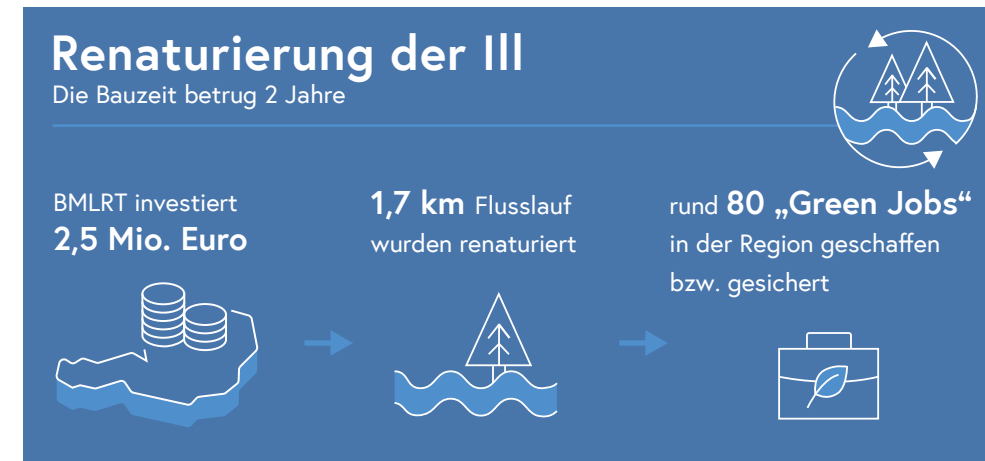 Renaturierung der Ill
Die Bauzeit betrug 2 Jahre
BMLRT investiert
2,5 Mio. Euro
1,7 km Flusslauf
wurden renaturiert
rund 80 „Green Jobs“
in der Region geschaffen
bzw. gesichert